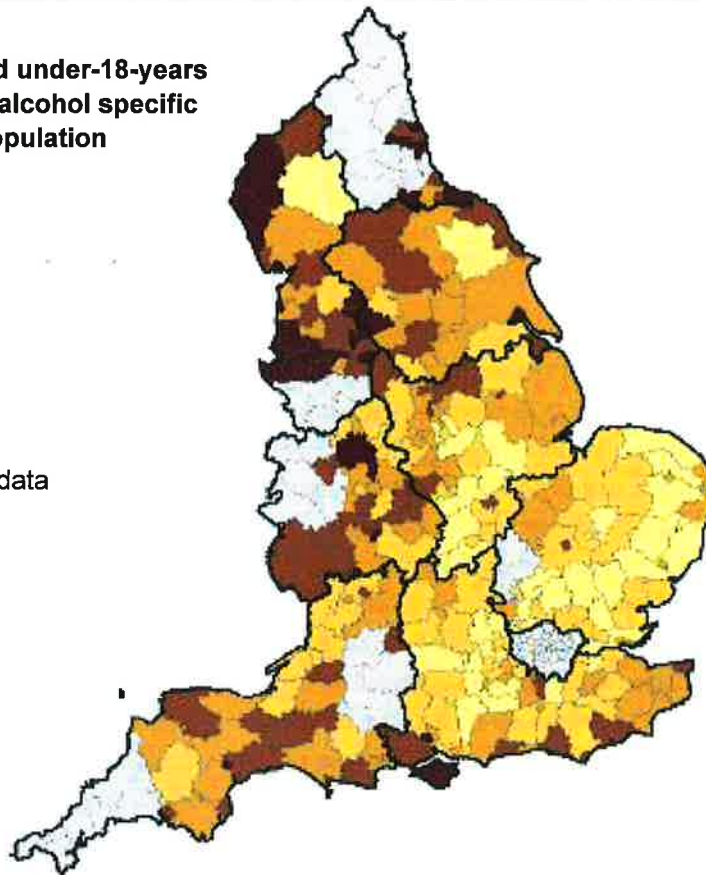 d under-18-years
alcohol specific
opulation
data